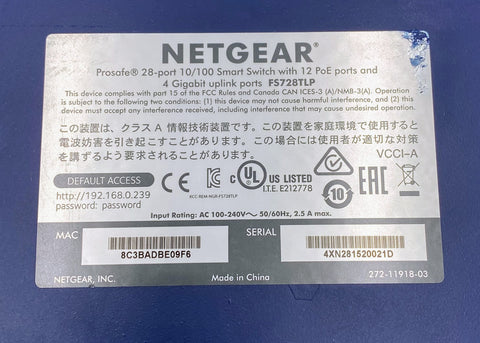 NETGEAR®
Prosafe® 28-port 10/100 Smart Switch with 12 PoE ports and
4 Gigabit uplink ports FS728TLP
This device complies with part 15 of the FCC Rules and Canada CAN ICES-3 (A)/NMB-3(A). Operation
is subject to the following two conditions: (1) this device may not cause harmful interference, and (2) this
device must accept any interference received, including interference that may cause undesired operation.
この装置は、クラス A 情報技術装置です。この装置を家庭環境で使用すると
電波妨害を引き起こすことがあります。この場合には使用者が適切な対策
を講ずるよう要求されることがあります。 VCCI-A
DEFAULT ACCESS
http://192.168.0.239
password: password
KCC-REM-NGR-FS728TLP
c UL US LISTED
I.T.E. E212778
10
EAC
Input Rating: AC 100-240V～ 50/60Hz, 2.5 A max.
MAC
8C3BADBE09F6
SERIAL
4XN281520021D
NETGEAR, INC.
Made in China
272-11918-03